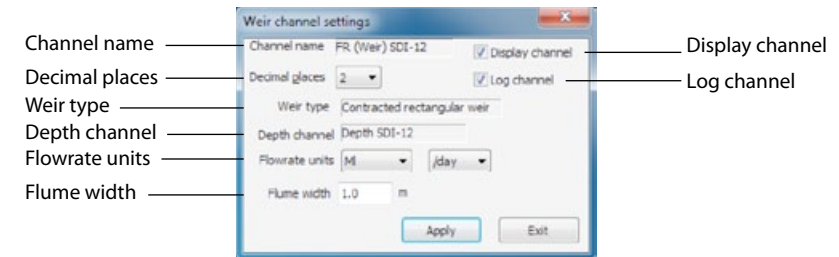 Weir channel settings
Channel name Channel name FR (Weir) SDI-12 Display channel Display channel
Decimal places Decimal places 2 Log channel Log channel
Weir type Weir type Contracted rectangular weir
Depth channel Depth channel Depth SDI-12
Flowrate units Flowrate units Ml /day
Flume width Flume width 1.0 m
Apply Exit